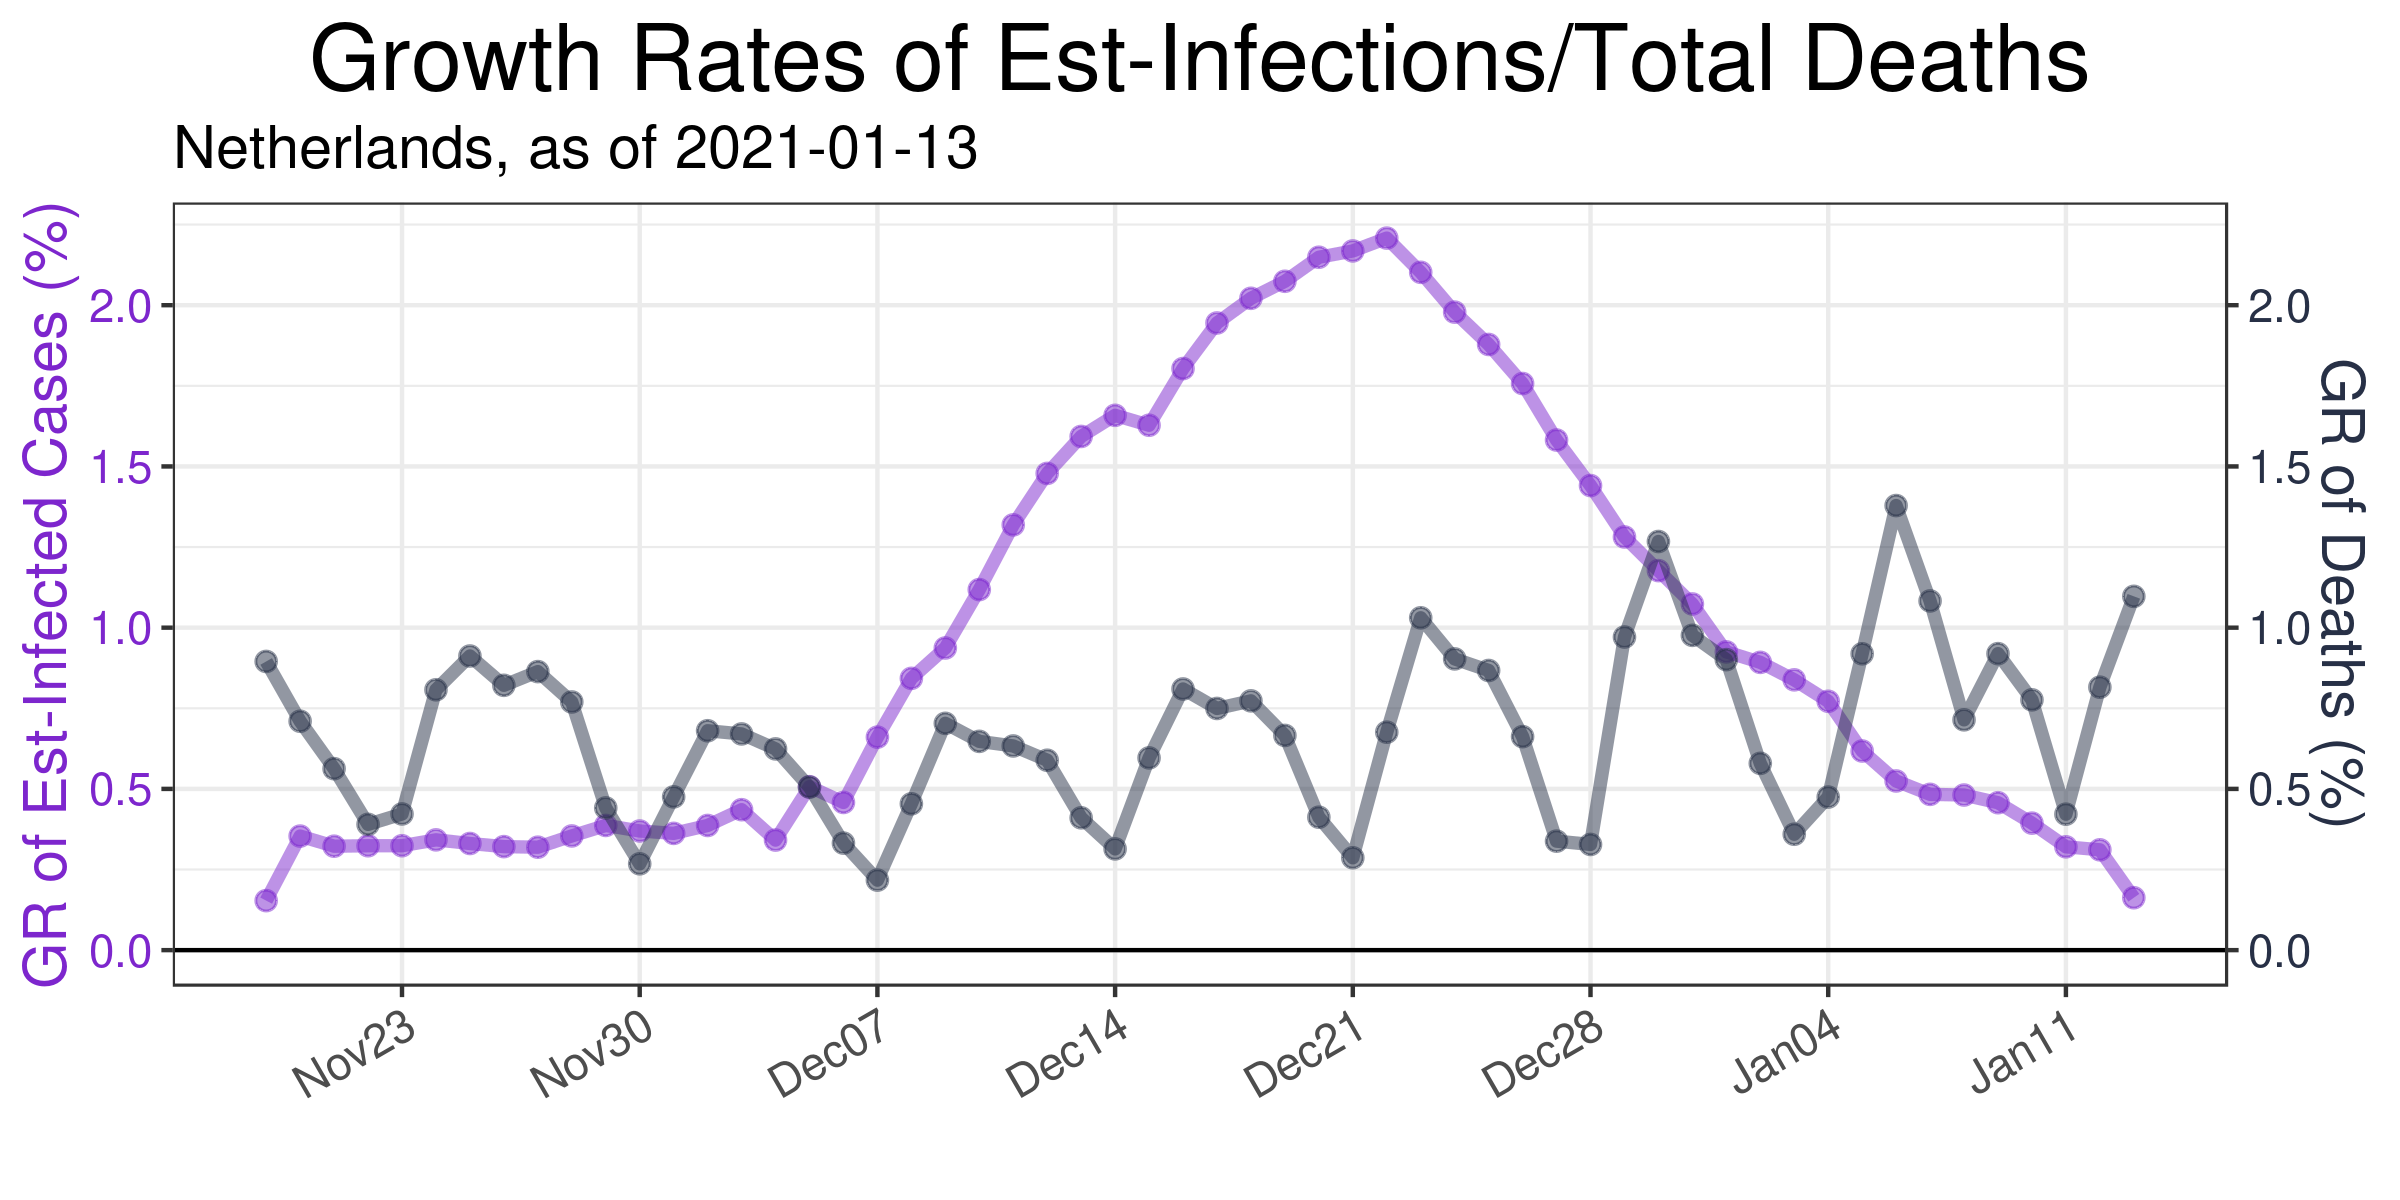 Growth Rates of Est-Infections/Total Deaths
Netherlands, as of 2021-01-13
GR of Est-Infected Cases (%)
2.0
1.5
1.0
0.5
0.0
2.0
1.5
1.0
0.5
0.0
GR of Deaths (%)
Nov23
Nov30
Dec07
Dec14
Dec21
Dec28
Jan04
Jan11